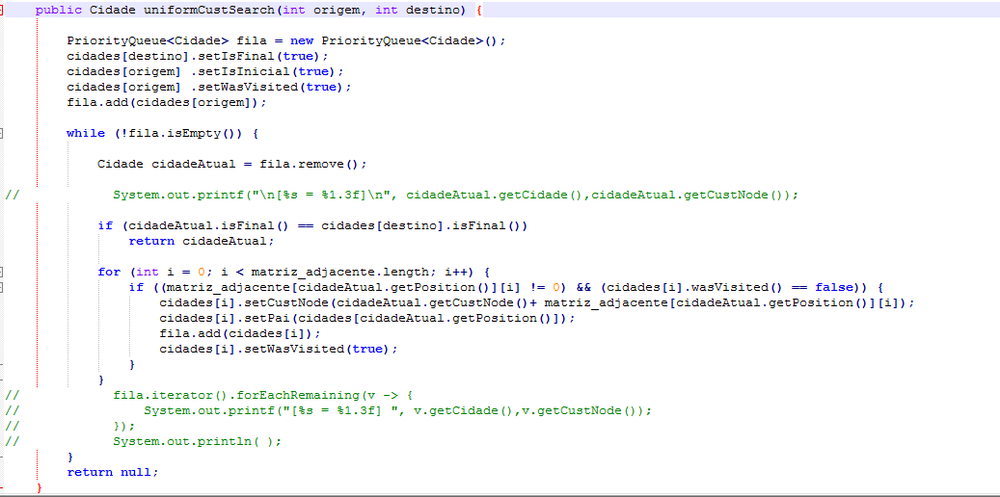 public Cidade uniformCustSearch(int origem, int destino) {
PriorityQueue<Cidade> fila = new PriorityQueue<Cidade>();
cidades[destino].setIsFinal(true);
cidades[origem] .setIsInicial(true);
cidades[origem] .setWasVisited(true);
fila.add(cidades[origem]);
while (!fila.isEmpty()) {
Cidade cidadeAtual = fila.remove();
// System.out.printf("\n[%s = %1.3f]\n", cidadeAtual.getCidade(),cidadeAtual.getCustNode());
if (cidadeAtual.isFinal() == cidades[destino].isFinal())
return cidadeAtual;
for (int i = 0; i < matriz_adjacente.length; i++) {
if ((matriz_adjacente[cidadeAtual.getPosition()][i] != 0) && (cidades[i].wasVisited() == false)) {
cidades[i].setCustNode(cidadeAtual.getCustNode()+ matriz_adjacente[cidadeAtual.getPosition()][i]);
cidades[i].setPai(cidades[cidadeAtual.getPosition()]);
fila.add(cidades[i]);
cidades[i].setWasVisited(true);
}
}
// fila.iterator().forEachRemaining(v -> {
// System.out.printf("[%s = %1.3f] ", v.getCidade(),v.getCustNode());
// });
// System.out.println( );
}
return null;
}